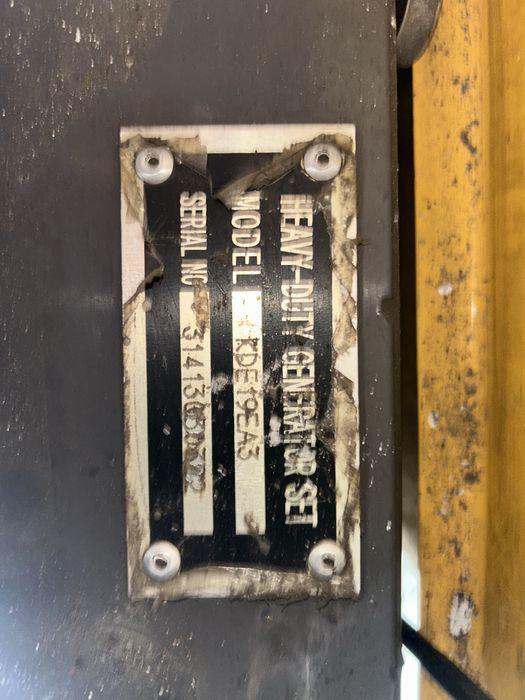 HEAVY-DUTY GENERATOR SET
MODEL KDE19EA3
SERIAL NO